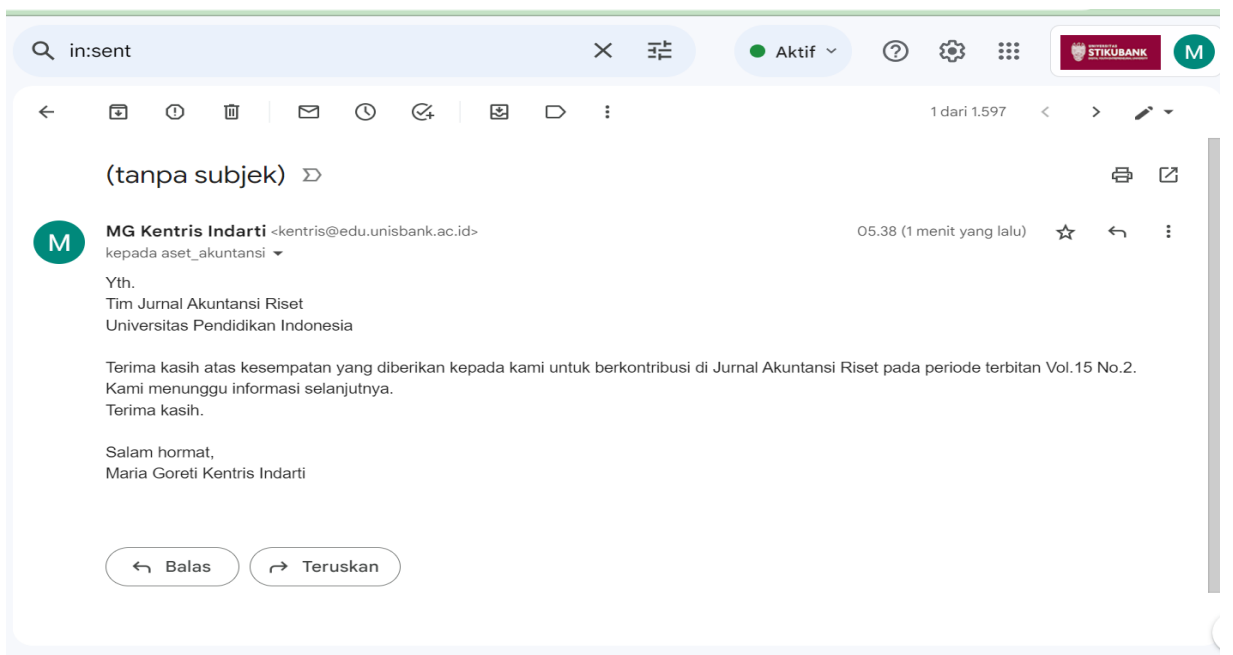 in:sent
Aktif
UNIVERSITAS
STIKUBANK
M
1 dari 1.597
(tanpa subjek)
M
MG Kentris Indarti <kentris@edu.unisbank.ac.id>
05.38 (1 menit yang lalu)
kepada aset_akuntansi
Yth.
Tim Jurnal Akuntansi Riset
Universitas Pendidikan Indonesia
Terima kasih atas kesempatan yang diberikan kepada kami untuk berkontribusi di Jurnal Akuntansi Riset pada periode terbitan Vol.15 No.2.
Kami menunggu informasi selanjutnya.
Terima kasih.
Salam hormat,
Maria Goreti Kentris Indarti
Balas
Teruskan